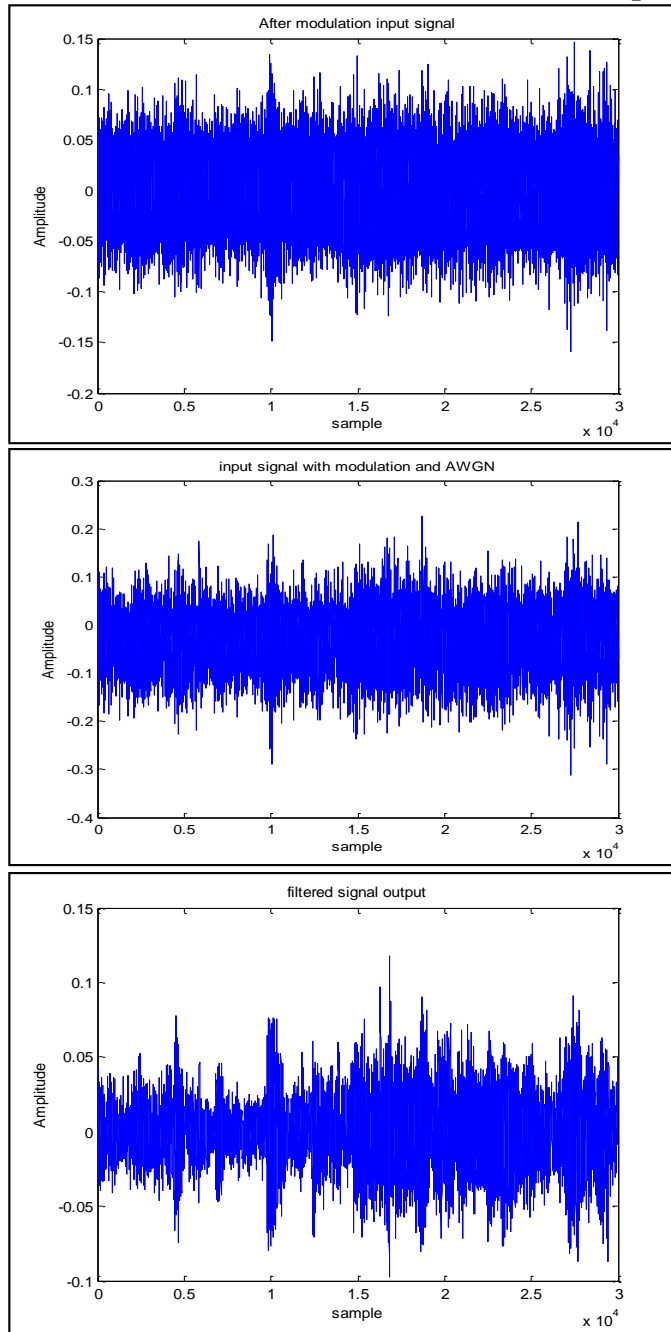 After modulation input signal
0.15
0.1
0.05
0
-0.05
-0.1
-0.15
-0.2
Amplitude
0 0.5 1 1.5 2 2.5 3
sample
x 10^4
input signal with modulation and AWGN
0.3
0.2
0.1
0
-0.1
-0.2
-0.3
-0.4
Amplitude
0 0.5 1 1.5 2 2.5 3
sample
x 10^4
filtered signal output
0.15
0.1
0.05
0
-0.05
-0.1
Amplitude
0 0.5 1 1.5 2 2.5 3
sample
x 10^4